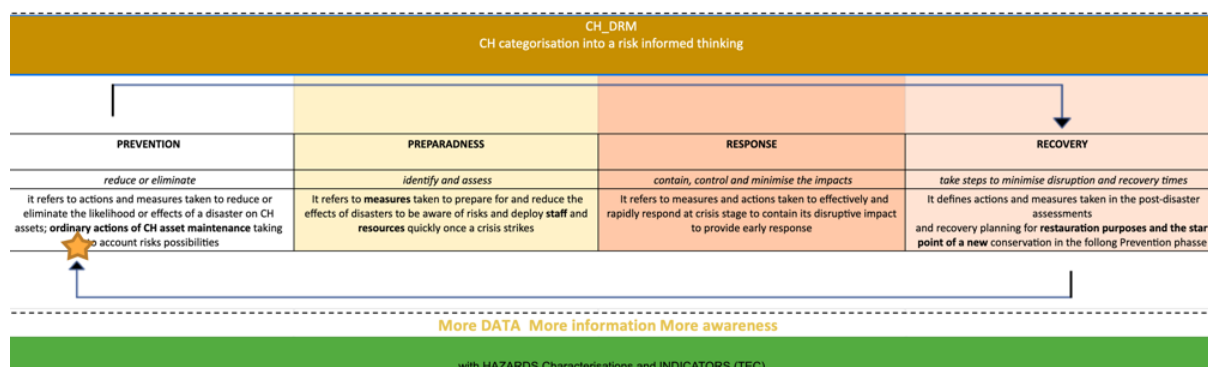 CH_DRM
CH categorisation into a risk informed thinking
PREVENTION
PREPARADNESS
RESPONSE
RECOVERY
reduce or eliminate
identify and assess
contain, control and minimise the impacts
take steps to minimise disruption and recovery times
it refers to actions and measures taken to reduce or
eliminate the likelihood or effects of a disaster on CH
assets; ordinary actions of CH asset maintenance taking
account risks possibilities
It refers to measures taken to prepare for and reduce the
effects of disasters to be aware of risks and deploy staff and
resources quickly once a crisis strikes
It refers to measures and actions taken to effectively and
rapidly respond at crisis stage to contain its disruptive impact
to provide early response
It defines actions and measures taken in the post-disaster
assessments
and recovery planning for restauration purposes and the star
point of a new conservation in the follong Prevention phasse
More DATA More information More awareness
with HAZARDS Characterisations and INDICATORS (TEC)